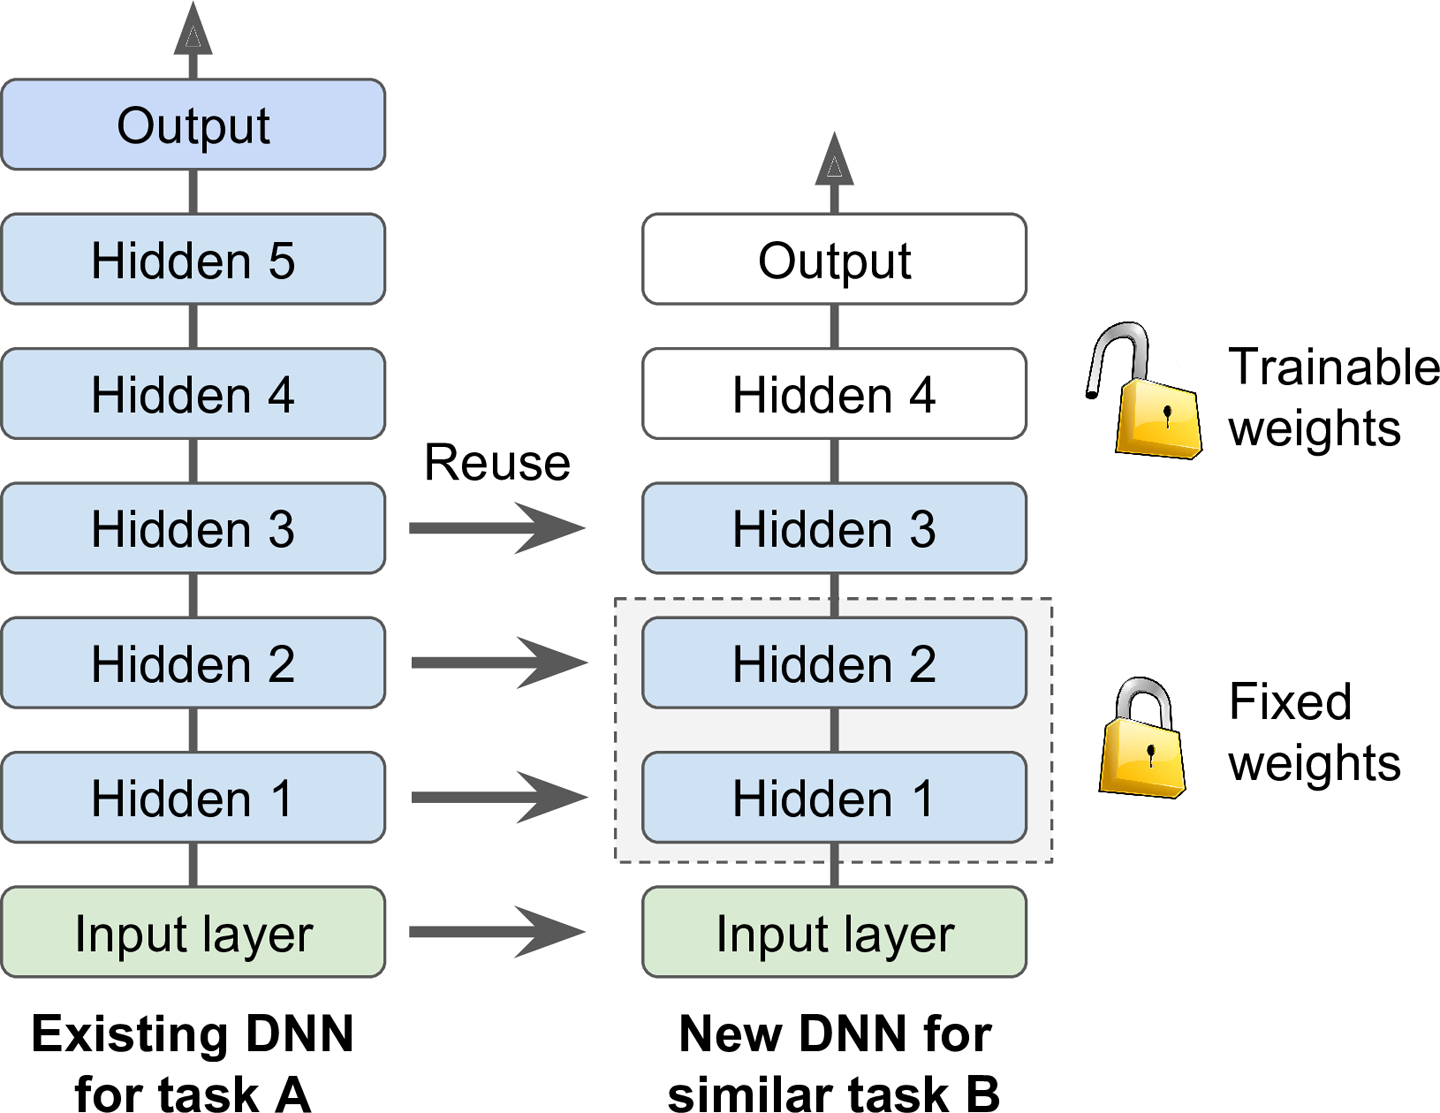 Output
Hidden 5
Hidden 4
Hidden 3
Hidden 2
Hidden 1
Input layer
Existing DNN
for task A
Reuse
Output
Hidden 4
Hidden 3
Hidden 2
Hidden 1
Input layer
New DNN for
similar task B
Trainable
weights
Fixed
weights